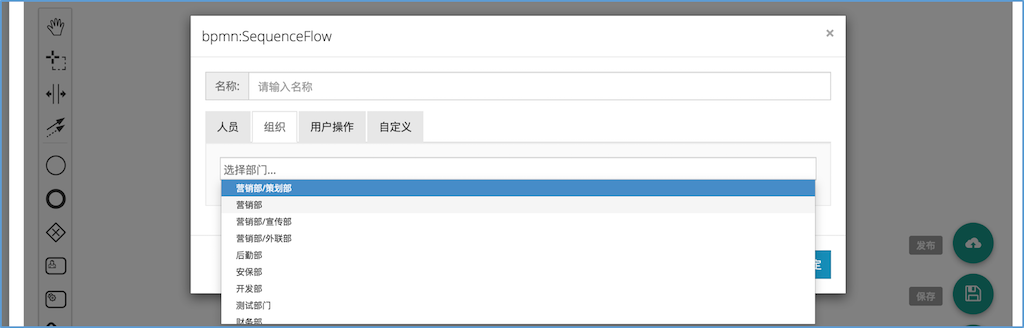 bpmn:SequenceFlow ×
名称: 请输入名称
人员 组织 用户操作 自定义
选择部门...
营销部/策划部
营销部
营销部/宣传部
营销部/外联部
后勤部
安保部
开发部
测试部门
财务部
定
发布
保存